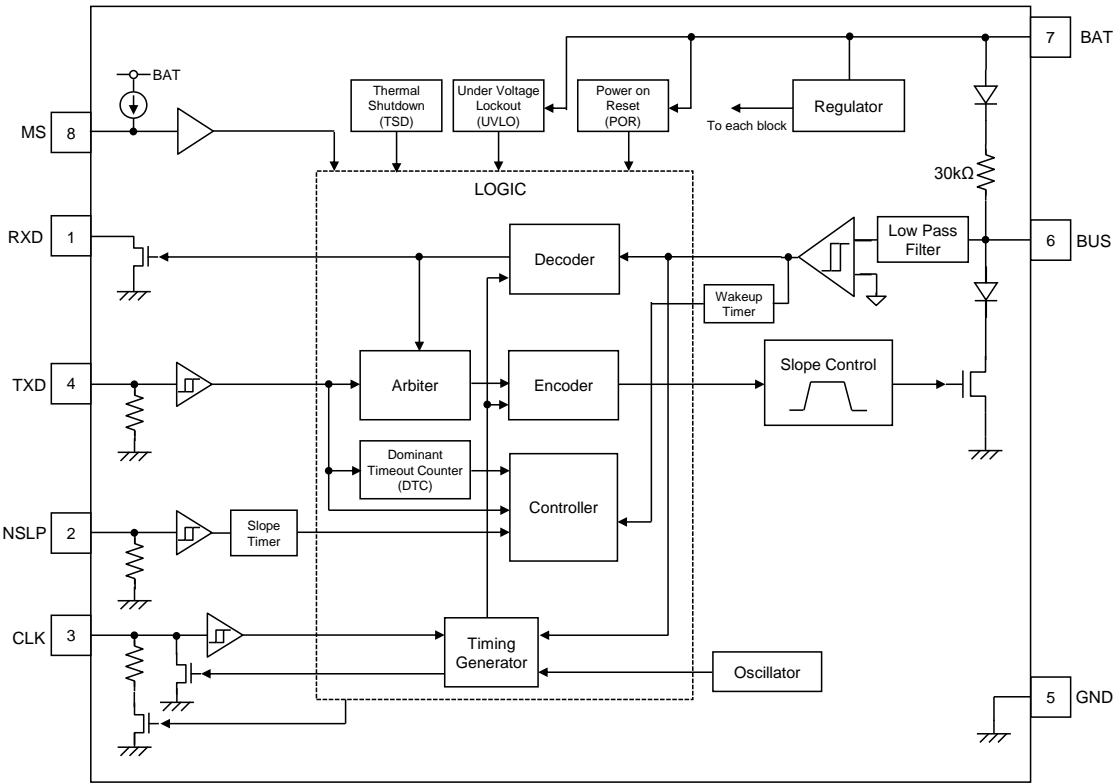 7
BAT
BAT
MS
8
Thermal
Shutdown
(TSD)
Under Voltage
Lockout
(UVLO)
Power on
Reset
(POR)
Regulator
To each block
30kΩ
LOGIC
RXD
1
Decoder
Low Pass
Filter
6
BUS
Wakeup
Timer
TXD
4
Arbiter
Encoder
Slope Control
Dominant
Timeout Counter
(DTC)
Controller
NSLP
2
Slope
Timer
CLK
3
Timing
Generator
Oscillator
5
GND